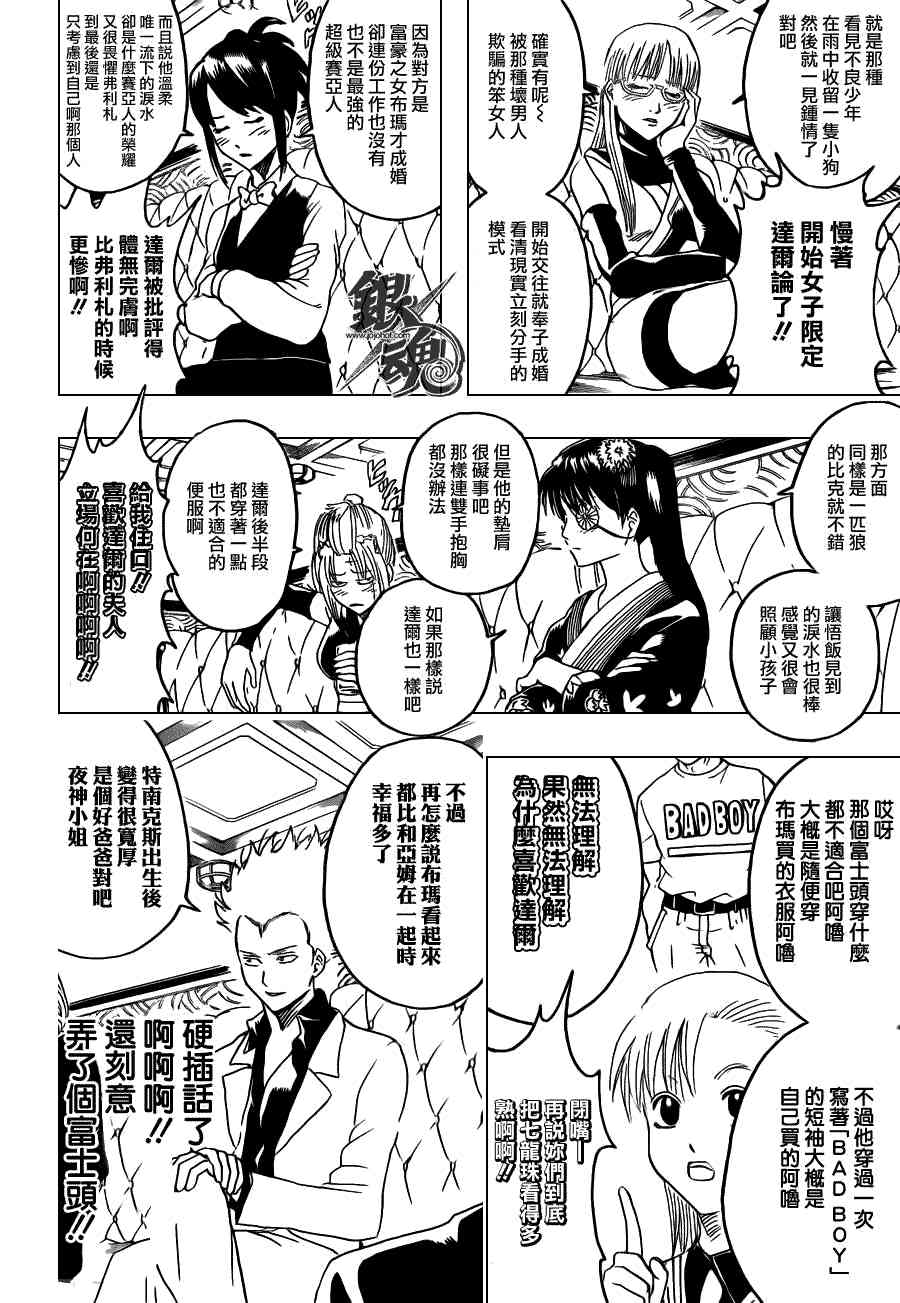 就是那種
看見不良少年
在雨中收留一隻小狗
然後就一見鍾情了
對吧
慢著
開始女子限定
達爾論了!!
確實有呢～
被那種壞男人
欺騙的笨女人
開始交往就奉子成婚
看清現實立刻分手的
模式
因為對方是
富豪之女布瑪才成婚
卻連份工作也沒有
也不是最強的
超級賽亞人
而且說他溫柔
唯一流下的淚水
卻是什麼賽亞人的榮耀
又很畏懼弗利札
到最後還是
只考慮到自己啊那個人
達爾被批評得
體無完膚啊
比弗利札的時候
更慘啊!!
銀魂
www.jojohot.com
那方面
同樣是一匹狼
的比克就不錯
讓悟飯見到
的淚水也很棒
感覺又很會
照顧小孩子
但是他的墊肩
很礙事吧
那樣連雙手抱胸
都沒辦法
如果那樣說
達爾也一樣吧
達爾後半段
都穿著一點
也不適合的
便服啊
給我住口!!
喜歡達爾的夫人
立場何在啊啊啊啊!!
哎呀
那個富士頭穿什麼
都不適合吧阿嚕
大概是隨便穿
布瑪買的衣服阿嚕
BAD BOY
無法理解
果然無法理解
為什麼喜歡達爾
不過他穿過一次
寫著「BAD BOY」
的短袖大概是
自己買的阿嚕
閉嘴—
再說妳們到底
把七龍珠看得多
熟啊啊!!
不過
再怎麼說布瑪看起來
都比和亞姆在一起時
幸福多了
特南克斯出生後
變得很寬厚
是個好爸爸對吧
夜神小姐
硬插話了
啊啊啊!!
還刻意
弄了個富士頭!!